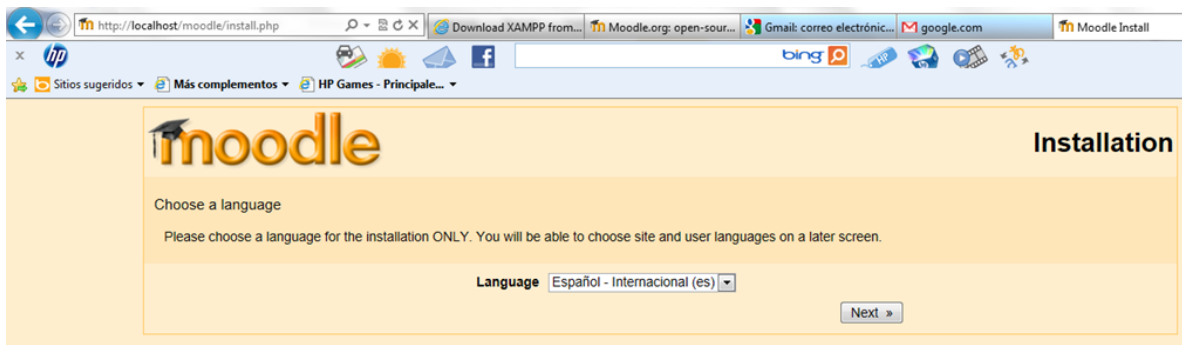 http://localhost/moodle/install.php
Download XAMPP from...
Moodle.org: open-sour...
Gmail: correo electrónic...
google.com
Moodle Install
hp
bing
HP
Sitios sugeridos
Más complementos
HP Games - Principale...
moodle
Installation
Choose a language
Please choose a language for the installation ONLY. You will be able to choose site and user languages on a later screen.
Language Español - Internacional (es)
Next »